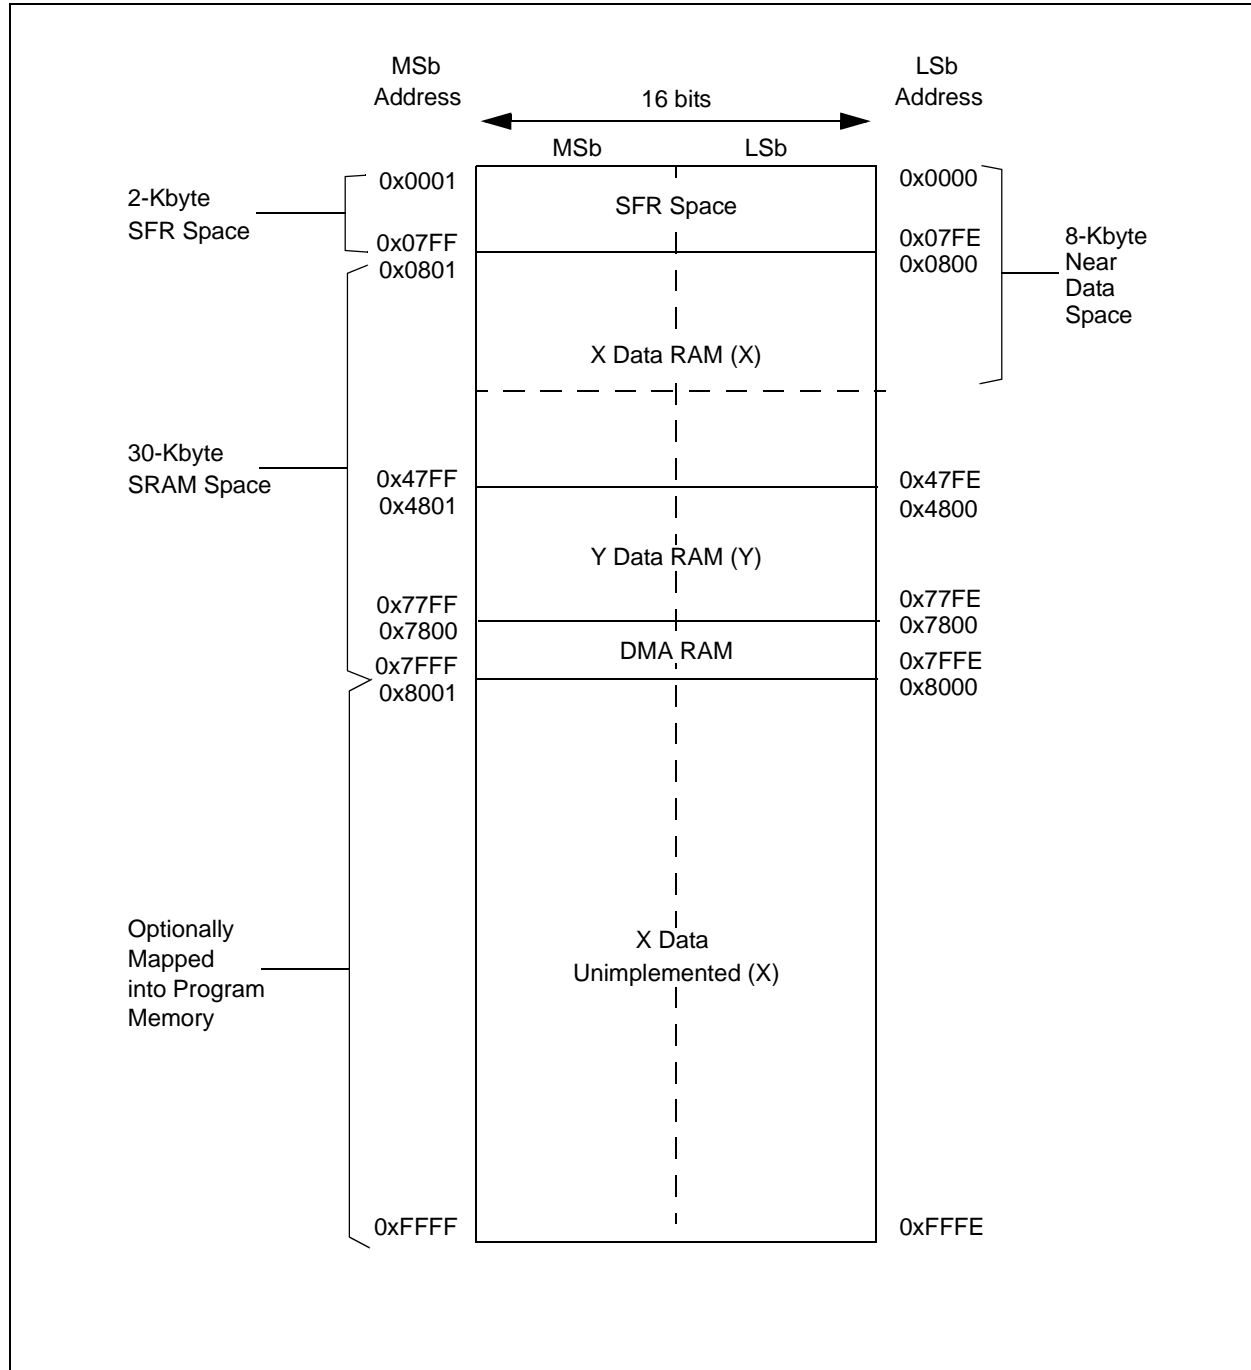 MSb
Address
LSb
Address
16 bits
MSb
LSb
0x0001
0x0000
2-Kbyte
SFR Space
SFR Space
0x07FF
0x07FE
0x0801
0x0800
8-Kbyte
Near
Data
Space
X Data RAM (X)
30-Kbyte
SRAM Space
0x47FF
0x47FE
0x4801
0x4800
Y Data RAM (Y)
0x77FF
0x77FE
0x7800
0x7800
DMA RAM
0x7FFF
0x7FFE
0x8001
0x8000
Optionally
Mapped
into Program
Memory
X Data
Unimplemented (X)
0xFFFF
0xFFFE